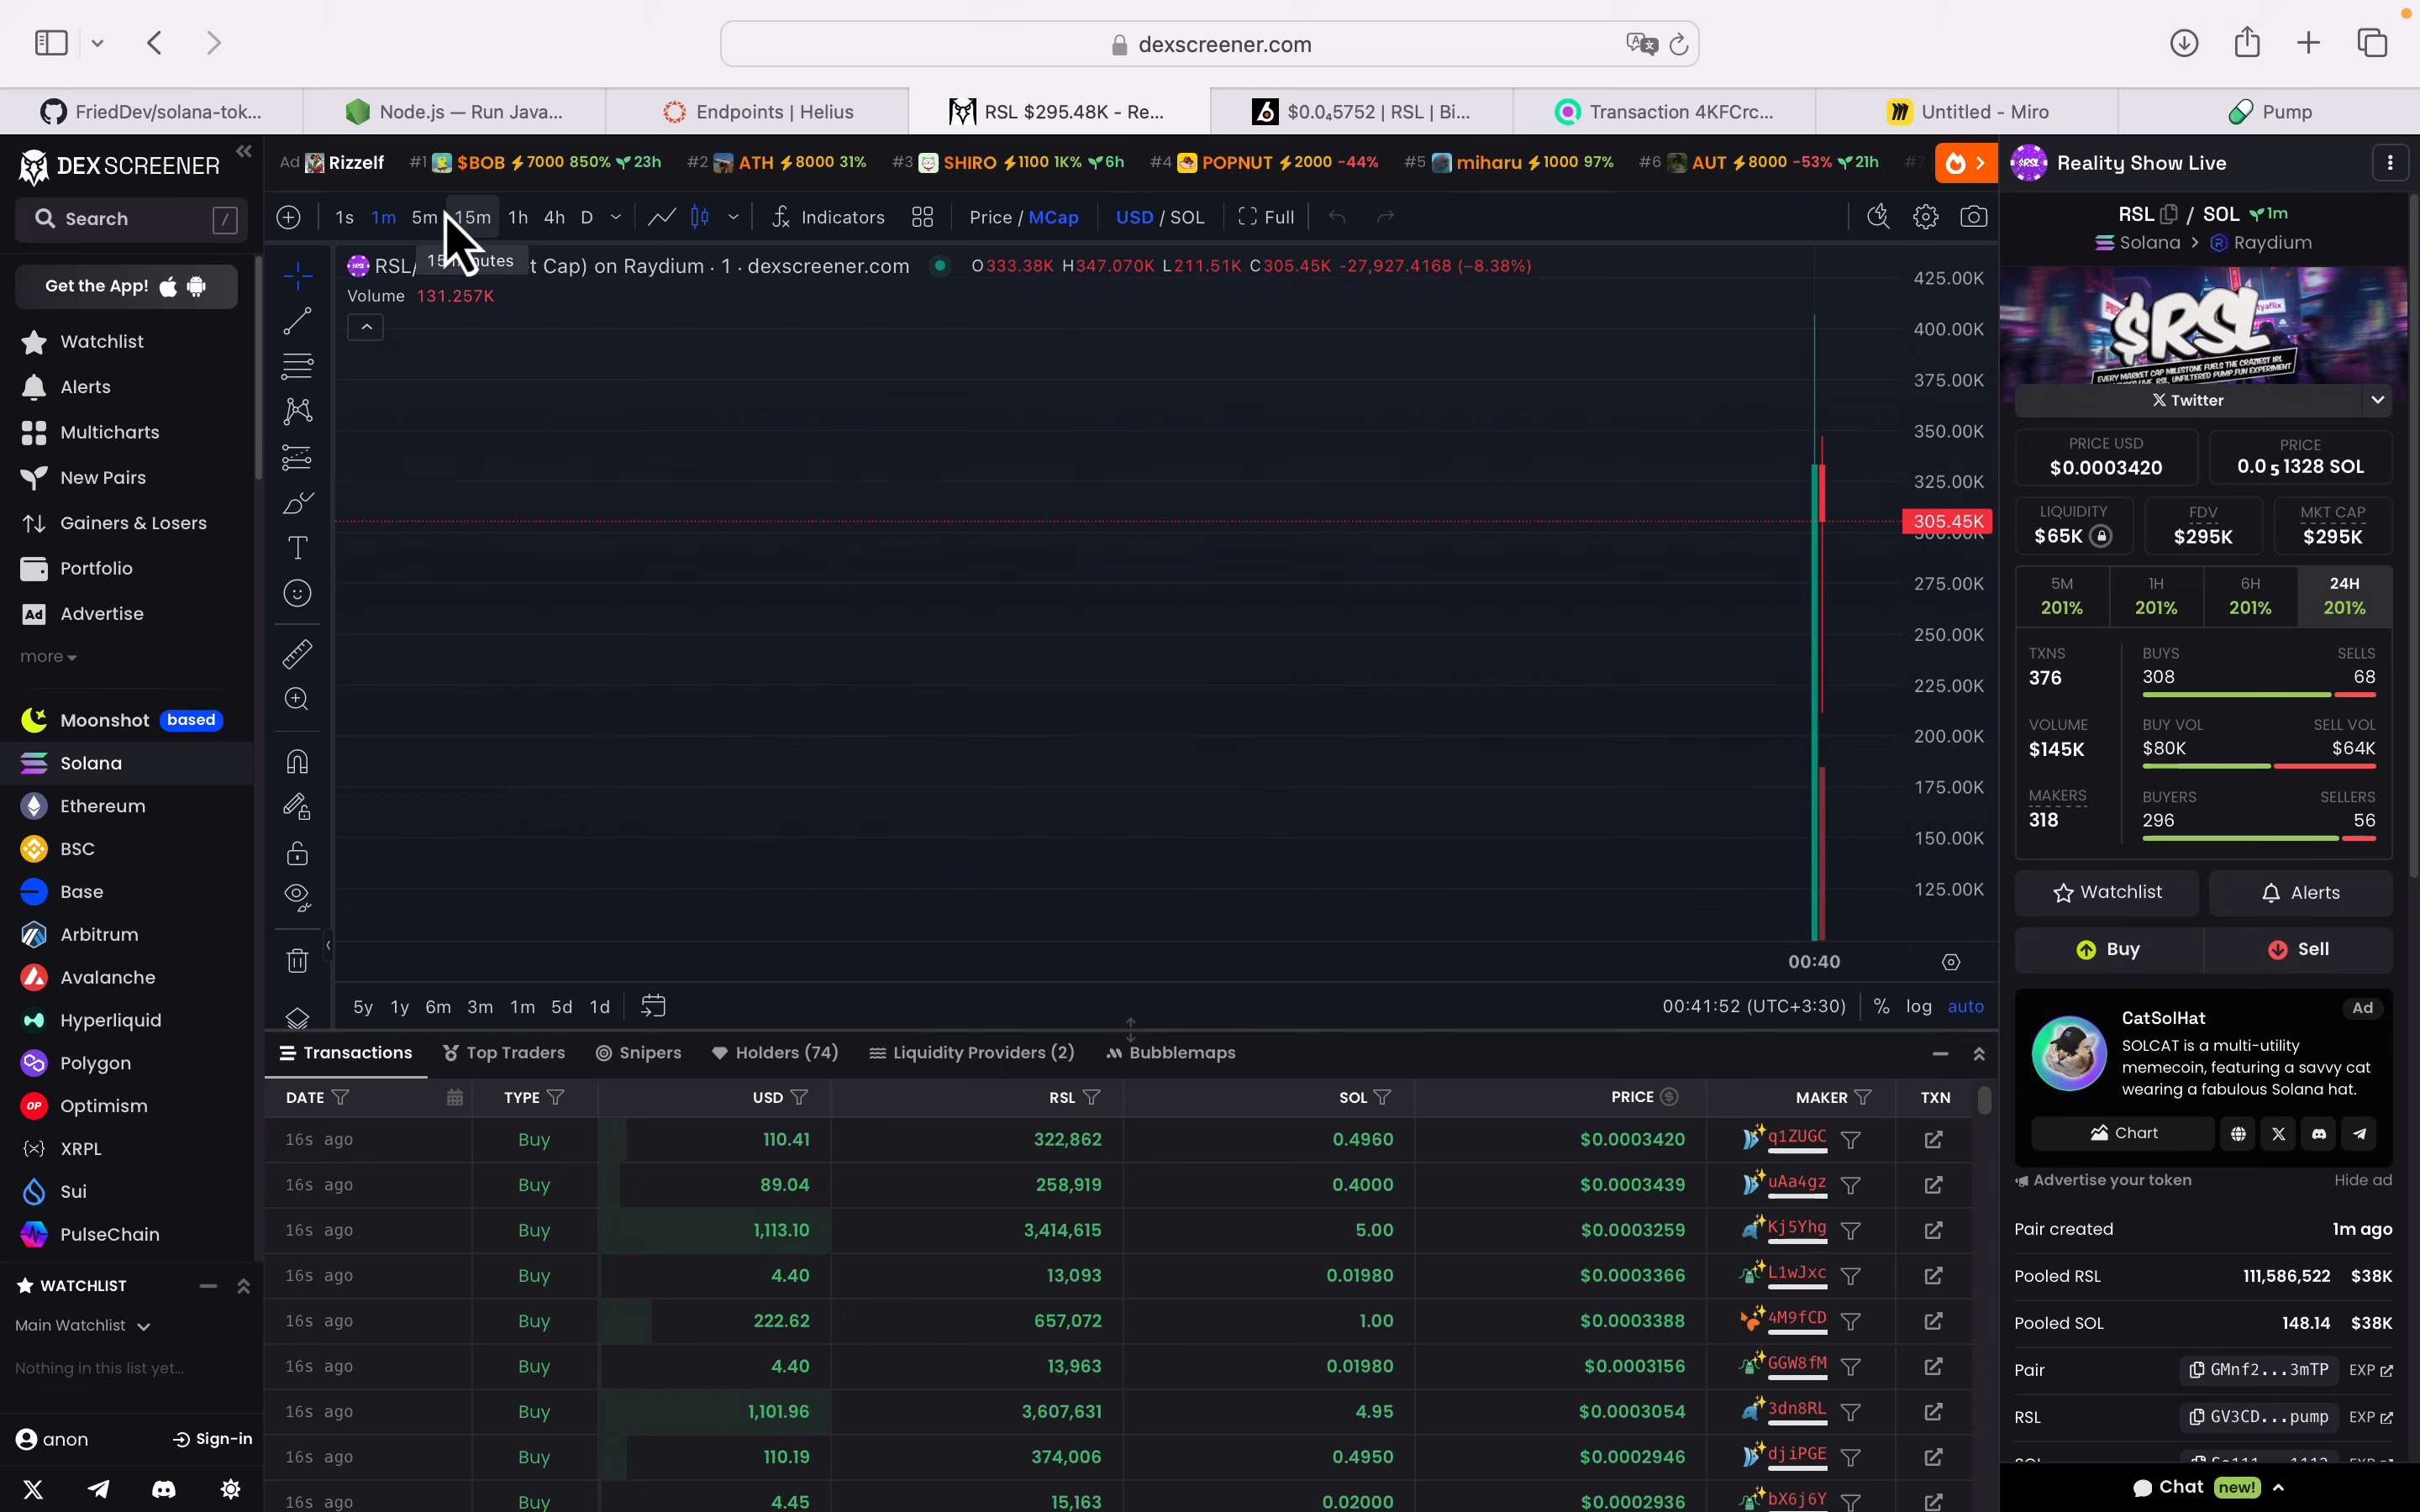 dexscreener.com
FriedDev/solana-tok...
Node.js — Run Java...
Endpoints | Helius
RSL $295.48K - Re...
$0.0₄5752 | RSL | Bi...
Transaction 4KFCrc...
Untitled - Miro
Pump
DEX SCREENER
Search /
Get the App!
Watchlist
Alerts
Multicharts
New Pairs
Gainers & Losers
Portfolio
Ad Advertise
more
Moonshot based
Solana
Ethereum
BSC
Base
Arbitrum
Avalanche
Hyperliquid
Polygon
OP Optimism
XRPL
Sui
PulseChain
WATCHLIST
Main Watchlist
Nothing in this list yet...
anon Sign-in
Ad Rizzelf #1 $BOB 7000 850% 23h #2 ATH 8000 31% #3 SHIRO 1100 1K% 6h #4 POPNUT 2000 -44% #5 miharu 1000 97% #6 AUT 8000 -53% 21h #7
1s 1m 5m 15m 1h 4h D Indicators Price / MCap USD / SOL Full
RSL/ t Cap) on Raydium · 1 · dexscreener.com O333.38K H347.070K L211.51K C305.45K -27,927.4168 (−8.38%)
Volume 131.257K
425.00K
400.00K
375.00K
350.00K
325.00K
305.45K
275.00K
250.00K
225.00K
200.00K
175.00K
150.00K
125.00K
00:40
5y 1y 6m 3m 1m 5d 1d 00:41:52 (UTC+3:30) % log auto
Transactions Top Traders Snipers Holders (74) Liquidity Providers (2) Bubblemaps
DATE TYPE USD RSL SOL PRICE MAKER TXN
16s ago Buy 110.41 322,862 0.4960 $0.0003420 q1ZUGC
16s ago Buy 89.04 258,919 0.4000 $0.0003439 uAa4gz
16s ago Buy 1,113.10 3,414,615 5.00 $0.0003259 Kj5Yhg
16s ago Buy 4.40 13,093 0.01980 $0.0003366 L1wJxc
16s ago Buy 222.62 657,072 1.00 $0.0003388 4M9fCD
16s ago Buy 4.40 13,963 0.01980 $0.0003156 GGW8fM
16s ago Buy 1,101.96 3,607,631 4.95 $0.0003054 3dn8RL
16s ago Buy 110.19 374,006 0.4950 $0.0002946 djiPGE
16s ago Buy 4.45 15,163 0.02000 $0.0002936 bX6j6Y
Reality Show Live
RSL / SOL 1m
Solana > Raydium
$RSL
EVERY MARKET CAP MILESTONE FUELS THE CRAZIEST IRL
Twitter
PRICE USD
$0.0003420
PRICE
0.0₅1328 SOL
LIQUIDITY
$65K
FDV
$295K
MKT CAP
$295K
5M 1H 6H 24H
201% 201% 201% 201%
TXNS BUYS SELLS
376 308 68
VOLUME BUY VOL SELL VOL
$145K $80K $64K
MAKERS BUYERS SELLERS
318 296 56
Watchlist Alerts
Buy Sell
Ad
CatSolHat
SOLCAT is a multi-utility
memecoin, featuring a savvy cat
wearing a fabulous Solana hat.
Chart
Advertise your token Hide ad
Pair created 1m ago
Pooled RSL 111,586,522 $38K
Pooled SOL 148.14 $38K
Pair GMnf2...3mTP EXP
RSL GV3CD...pump EXP
Chat new!